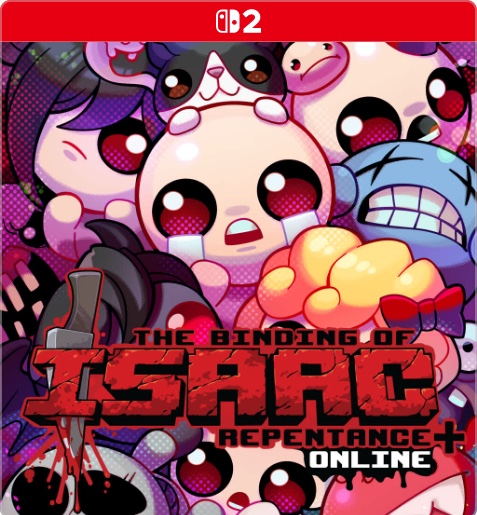 2
THE BINDING OF
ISAAC
REPENTANCE+
ONLINE